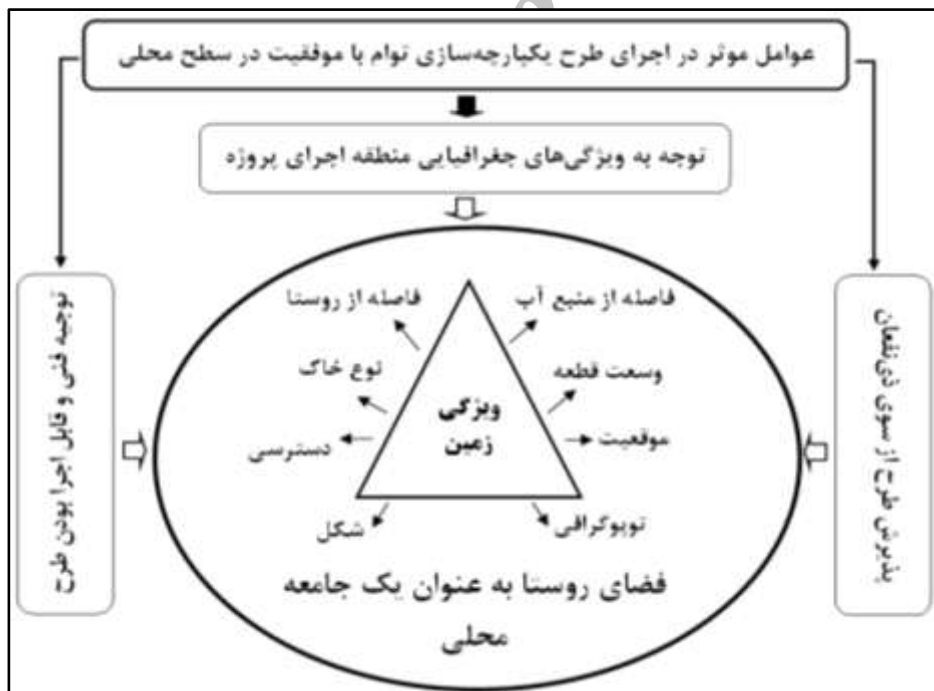 عوامل موثر در اجرای طرح یکپارچه‌سازی توام با موفقیت در سطح محلی
توجه به ویژگی‌های جغرافیایی منطقه اجرای پروژه
پذیرش طرح از سوی ذی‌نفعان
توجیه فنی و قابل اجرا بودن طرح
فاصله از منبع آب
فاصله از روستا
وسعت قطعه
نوع خاک
ویژگی
زمین
موقعیت
دسترسی
توپوگرافی
شکل
فضای روستا به عنوان یک جامعه
محلی